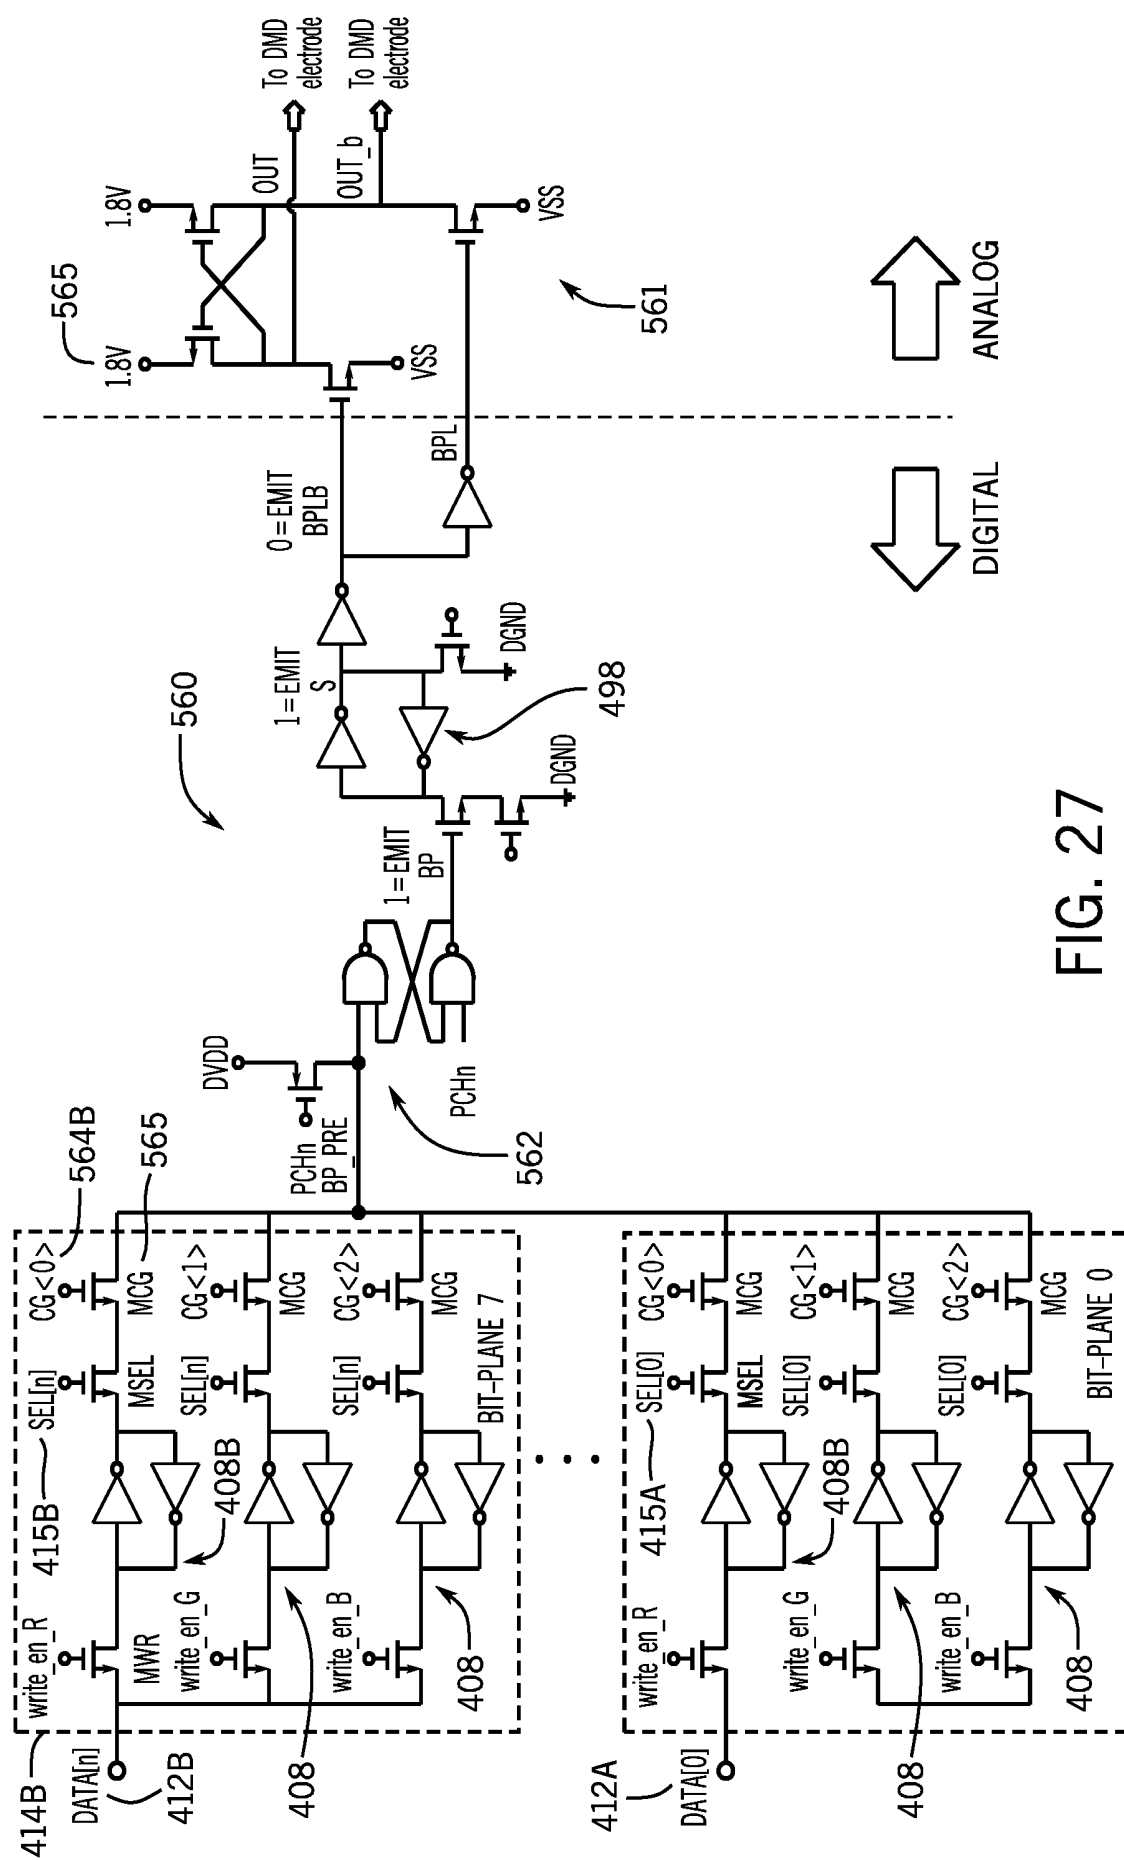 414B
DATA[n]
412B
write_en_R
MWR
write_en_G
write_en_B
408
408
408B
415B
SEL[n]
MSEL
SEL[n]
SEL[n]
BIT-PLANE 7
CG<0>
564B
MCG
565
CG<1>
MCG
CG<2>
MCG
412A
DATA[0]
write_en_R
write_en_G
write_en_B
408
408
408B
415A
SEL[0]
MSEL
SEL[0]
SEL[0]
BIT-PLANE 0
CG<0>
MCG
CG<1>
MCG
CG<2>
MCG
PCHn
BP_PRE
DVDD
562
PCHn
560
1=EMIT
BP
DGND
498
1=EMIT
S
DGND
0=EMIT
BPLB
BPL
1.8V
565
1.8V
VSS
VSS
OUT
OUT_b
To DMD
electrode
To DMD
electrode
561
DIGITAL
ANALOG
FIG. 27